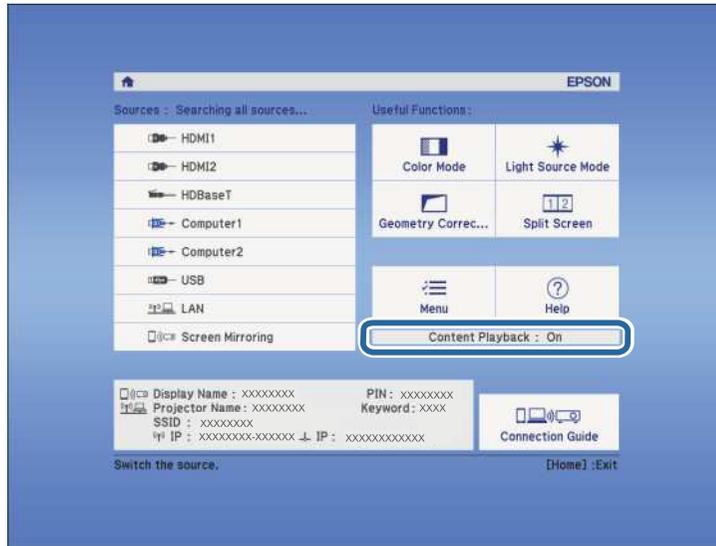 EPSON
Sources : Searching all sources...
Useful Functions :
HDMI1
HDMI2
HDBaseT
Computer1
Computer2
USB
LAN
Screen Mirroring
Color Mode
Light Source Mode
Geometry Correc...
1 2
Split Screen
Menu
?
Help
Content Playback : On
Display Name : XXXXXXXX
PIN : XXXXXXXX
Projector Name : XXXXXXXX
Keyword : XXXX
SSID : XXXXXXXX
IP : XXXXXXXX-XXXXXX IP : XXXXXXXXXXXX
Connection Guide
Switch the source.
[Home] :Exit